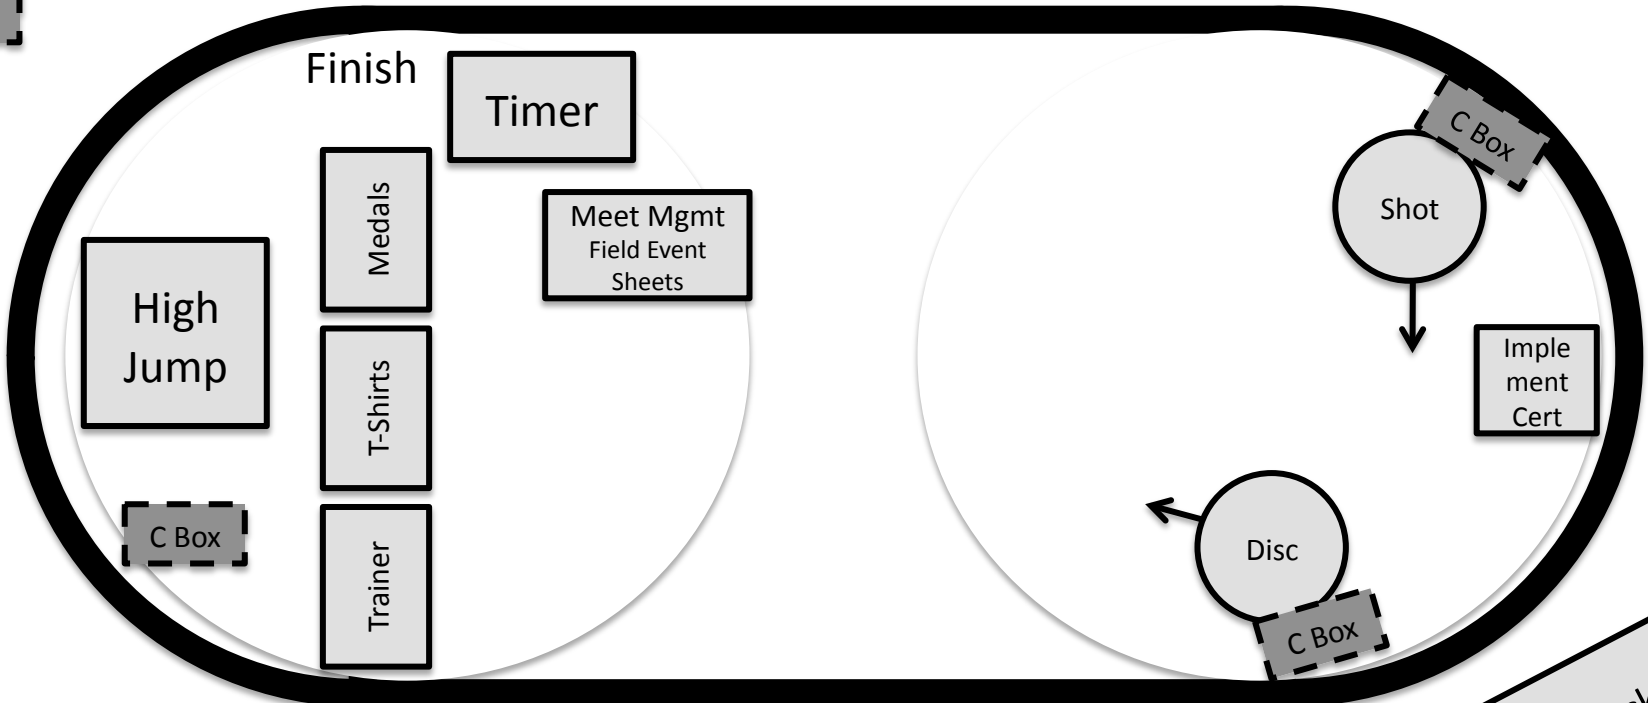 Finish
Timer
Medals
Meet Mgmt
Field Event
Sheets
High
Jump
T-Shirts
C Box
Trainer
C Box
Shot
Imple
ment
Cert
Disc
C Box